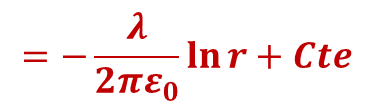 = − λ / 2πε₀ ln r + Cte